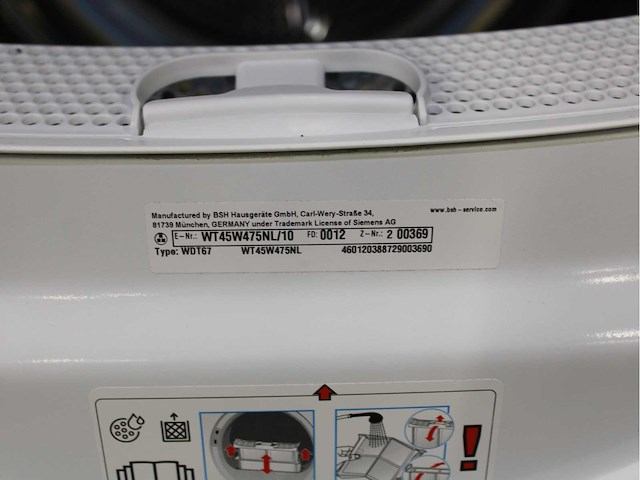 Manufactured by BSH Hausgeräte GmbH, Carl-Wery-Straße 34,
www.bsh-service.com
81739 München, GERMANY under Trademark License of Siemens AG
E-Nr.: WT45W475NL/10 FD: 0012 Z-Nr.: 2 00369
Type: WDT67 WT45W475NL 460120388729003690